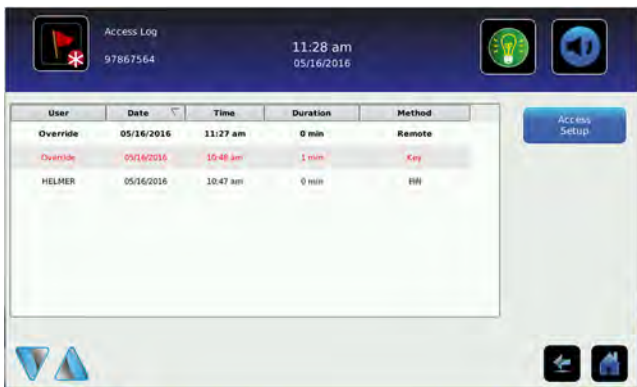 Access Log
97867564
11:28 am
05/16/2016
User Date Time Duration Method
Override 05/16/2016 11:27 am 0 min Remote
Override 05/16/2016 10:48 am 1 min Key
HELMER 05/16/2016 10:47 am 0 min PIN
Access
Setup